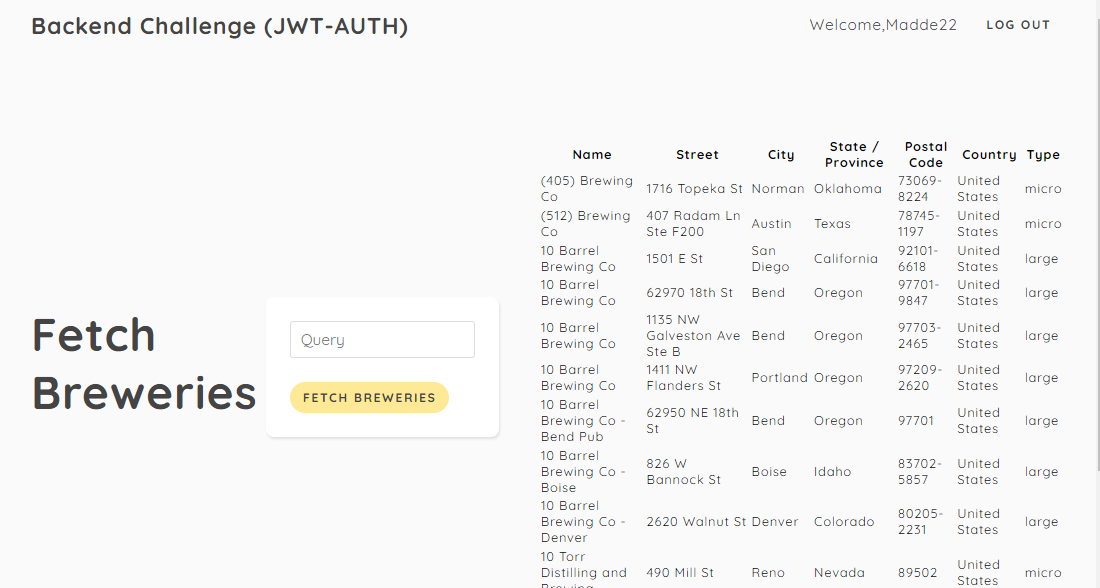 Backend Challenge (JWT-AUTH)
Welcome,Madde22 LOG OUT
Fetch
Breweries
Query
FETCH BREWERIES
Name Street City State / Province Postal Code Country Type
(405) Brewing Co 1716 Topeka St Norman Oklahoma 73069-8224 United States micro
(512) Brewing Co 407 Radam Ln Ste F200 Austin Texas 78745-1197 United States micro
10 Barrel Brewing Co 1501 E St San Diego California 92101-6618 United States large
10 Barrel Brewing Co 62970 18th St Bend Oregon 97701-9847 United States large
10 Barrel Brewing Co 1135 NW Galveston Ave Ste B Bend Oregon 97703-2465 United States large
10 Barrel Brewing Co 1411 NW Flanders St Portland Oregon 97209-2620 United States large
10 Barrel Brewing Co - Bend Pub 62950 NE 18th St Bend Oregon 97701 United States large
10 Barrel Brewing Co - Boise 826 W Bannock St Boise Idaho 83702-5857 United States large
10 Barrel Brewing Co - Denver 2620 Walnut St Denver Colorado 80205-2231 United States large
10 Torr Distilling and Brewing 490 Mill St Reno Nevada 89502 United States micro